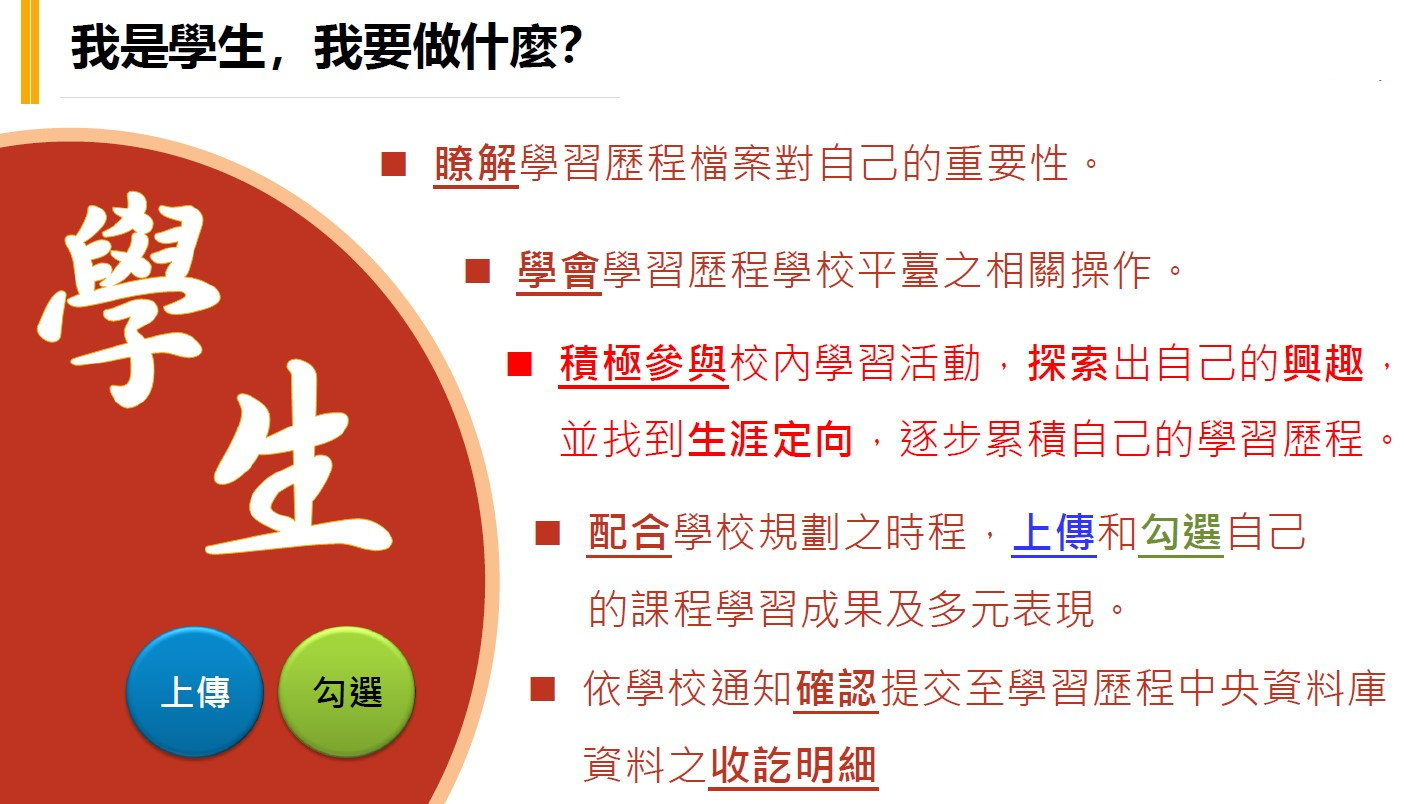 我是學生，我要做什麼？
學生
上傳
勾選
■ 瞭解學習歷程檔案對自己的重要性。
■ 學會學習歷程學校平臺之相關操作。
■ 積極參與校內學習活動，探索出自己的興趣，
並找到生涯定向，逐步累積自己的學習歷程。
■ 配合學校規劃之時程，上傳和勾選自己
的課程學習成果及多元表現。
■ 依學校通知確認提交至學習歷程中央資料庫
資料之收訖明細